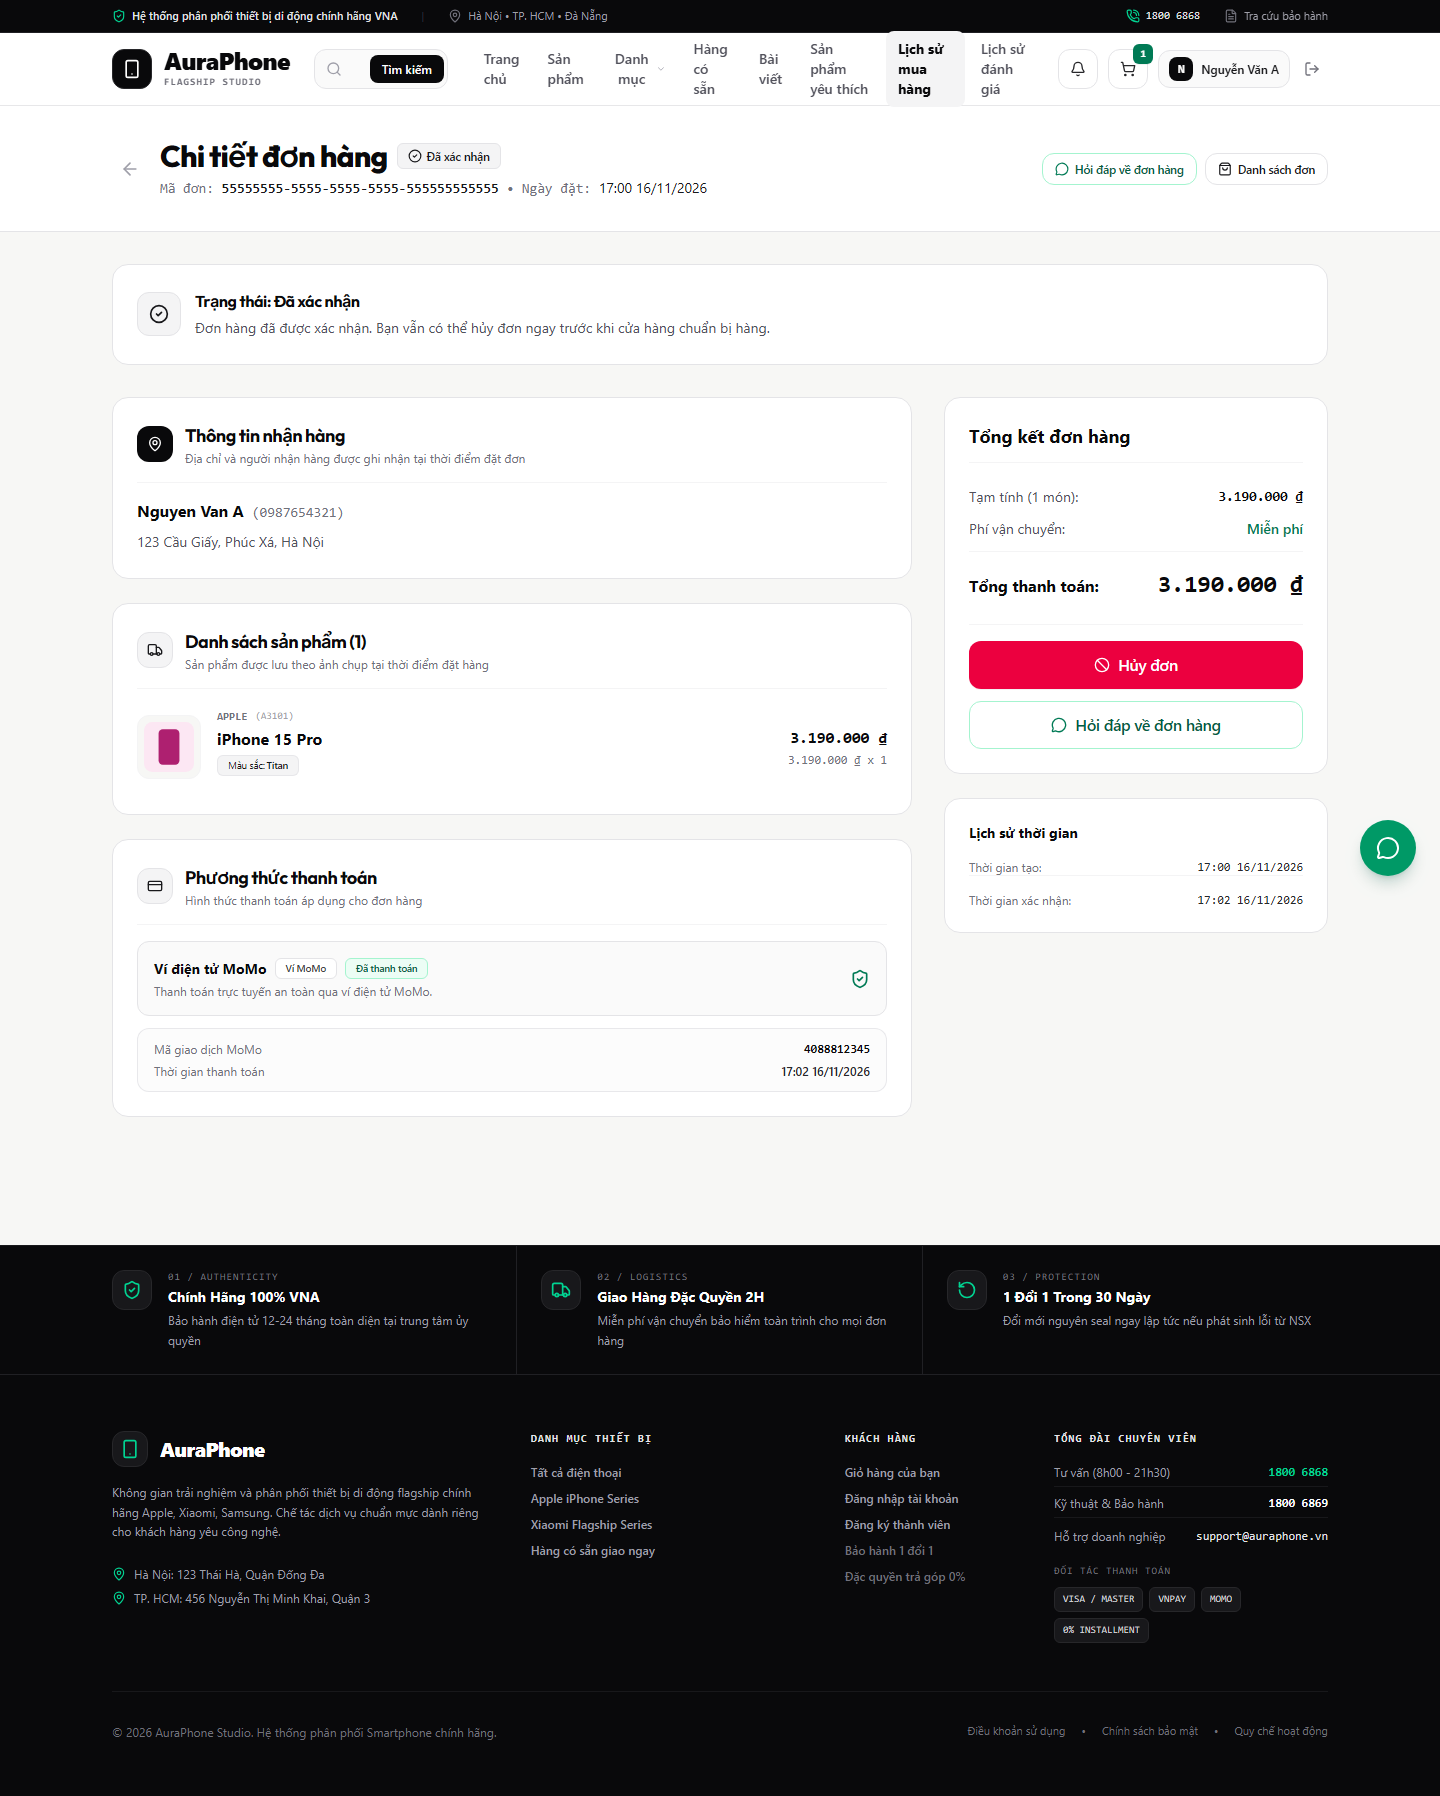 Hệ thống phân phối thiết bị di động chính hãng VNA
Hà Nội • TP. HCM • Đà Nẵng
1800 6868
Tra cứu bảo hành
AuraPhone
FLAGSHIP STUDIO
Tìm kiếm
Trang chủ
Sản phẩm
Danh mục
Hàng có sẵn
Bài viết
Sản phẩm yêu thích
Lịch sử mua hàng
Lịch sử đánh giá
1
N
Nguyễn Văn A
Chi tiết đơn hàng
Đã xác nhận
Mã đơn: 55555555-5555-5555-5555-555555555555 • Ngày đặt: 17:00 16/11/2026
Hỏi đáp về đơn hàng
Danh sách đơn
Trạng thái: Đã xác nhận
Đơn hàng đã được xác nhận. Bạn vẫn có thể hủy đơn ngay trước khi cửa hàng chuẩn bị hàng.
Thông tin nhận hàng
Địa chỉ và người nhận hàng được ghi nhận tại thời điểm đặt đơn
Nguyen Van A (0987654321)
123 Cầu Giấy, Phúc Xá, Hà Nội
Danh sách sản phẩm (1)
Sản phẩm được lưu theo ảnh chụp tại thời điểm đặt hàng
APPLE (A3101)
iPhone 15 Pro
Màu sắc: Titan
3.190.000 ₫
3.190.000 ₫ x 1
Phương thức thanh toán
Hình thức thanh toán áp dụng cho đơn hàng
Ví điện tử MoMo
Ví MoMo
Đã thanh toán
Thanh toán trực tuyến an toàn qua ví điện tử MoMo.
Mã giao dịch MoMo
4088812345
Thời gian thanh toán
17:02 16/11/2026
Tổng kết đơn hàng
Tạm tính (1 món):
3.190.000 ₫
Phí vận chuyển:
Miễn phí
Tổng thanh toán:
3.190.000 ₫
Hủy đơn
Hỏi đáp về đơn hàng
Lịch sử thời gian
Thời gian tạo:
17:00 16/11/2026
Thời gian xác nhận:
17:02 16/11/2026
01 / AUTHENTICITY
Chính Hãng 100% VNA
Bảo hành điện tử 12-24 tháng toàn diện tại trung tâm ủy
quyền
02 / LOGISTICS
Giao Hàng Đặc Quyền 2H
Miễn phí vận chuyển bảo hiểm toàn trình cho mọi đơn
hàng
03 / PROTECTION
1 Đổi 1 Trong 30 Ngày
Đổi mới nguyên seal ngay lập tức nếu phát sinh lỗi từ NSX
AuraPhone
Không gian trải nghiệm và phân phối thiết bị di động flagship chính
hãng Apple, Xiaomi, Samsung. Chế tác dịch vụ chuẩn mực dành riêng
cho khách hàng yêu công nghệ.
Hà Nội: 123 Thái Hà, Quận Đống Đa
TP. HCM: 456 Nguyễn Thị Minh Khai, Quận 3
DANH MỤC THIẾT BỊ
Tất cả điện thoại
Apple iPhone Series
Xiaomi Flagship Series
Hàng có sẵn giao ngay
KHÁCH HÀNG
Giỏ hàng của bạn
Đăng nhập tài khoản
Đăng ký thành viên
Bảo hành 1 đổi 1
Đặc quyền trả góp 0%
TỔNG ĐÀI CHUYÊN VIÊN
Tư vấn (8h00 - 21h30)
1800 6868
Kỹ thuật & Bảo hành
1800 6869
Hỗ trợ doanh nghiệp
support@auraphone.vn
ĐỐI TÁC THANH TOÁN
VISA / MASTER
VNPAY
MOMO
0% INSTALLMENT
© 2026 AuraPhone Studio. Hệ thống phân phối Smartphone chính hãng.
Điều khoản sử dụng • Chính sách bảo mật • Quy chế hoạt động